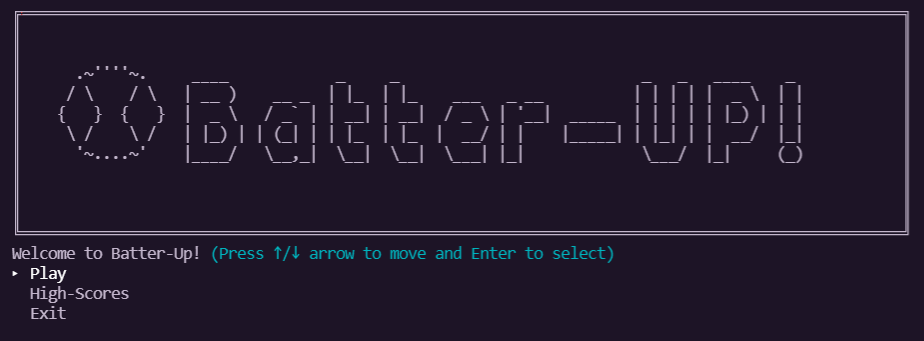 Batter-UP!
Welcome to Batter-Up! (Press ↑/↓ arrow to move and Enter to select)
▸ Play
High-Scores
Exit